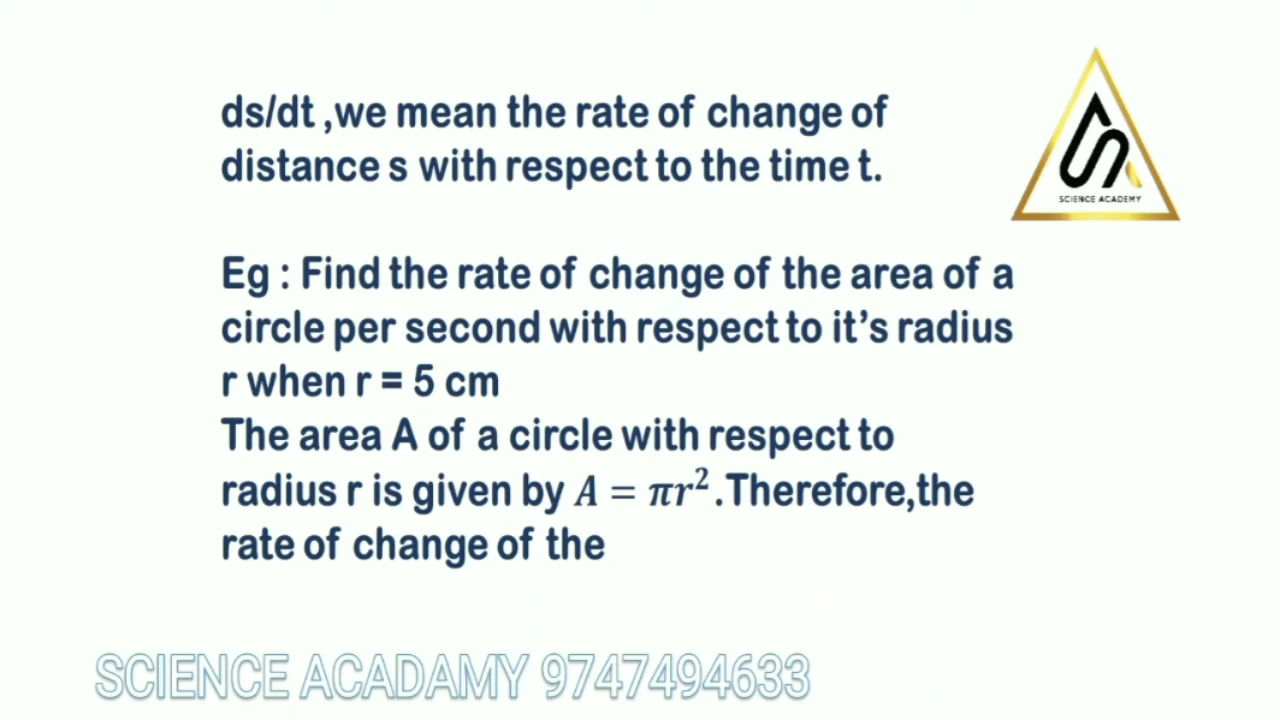 ds/dt ,we mean the rate of change of
distance s with respect to the time t.
SCIENCE ACADEMY
Eg : Find the rate of change of the area of a
circle per second with respect to it’s radius
r when r = 5 cm
The area A of a circle with respect to
radius r is given by A = πr² .Therefore,the
rate of change of the
SCIENCE ACADAMY 9747494633